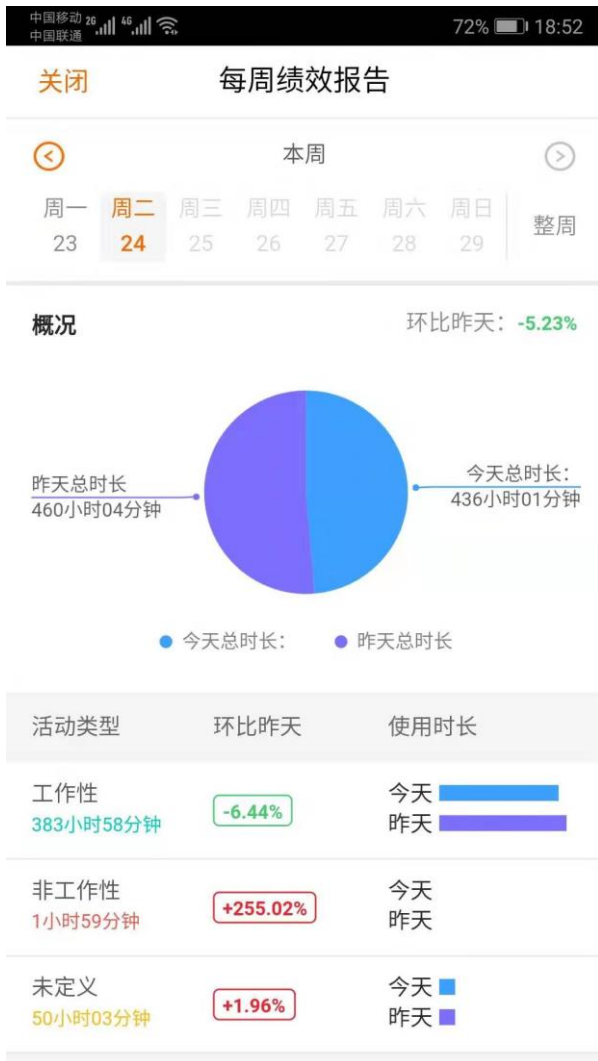 中国移动 2G 4G 72% 18:52
中国联通
关闭 每周绩效报告
本周
周一 周二 周三 周四 周五 周六 周日 整周
23 24 25 26 27 28 29
概况 环比昨天：-5.23%
昨天总时长 今天总时长：
460小时04分钟 436小时01分钟
今天总时长： 昨天总时长
活动类型 环比昨天 使用时长
工作性 -6.44% 今天
383小时58分钟 昨天
非工作性 +255.02% 今天
1小时59分钟 昨天
未定义 +1.96% 今天
50小时03分钟 昨天